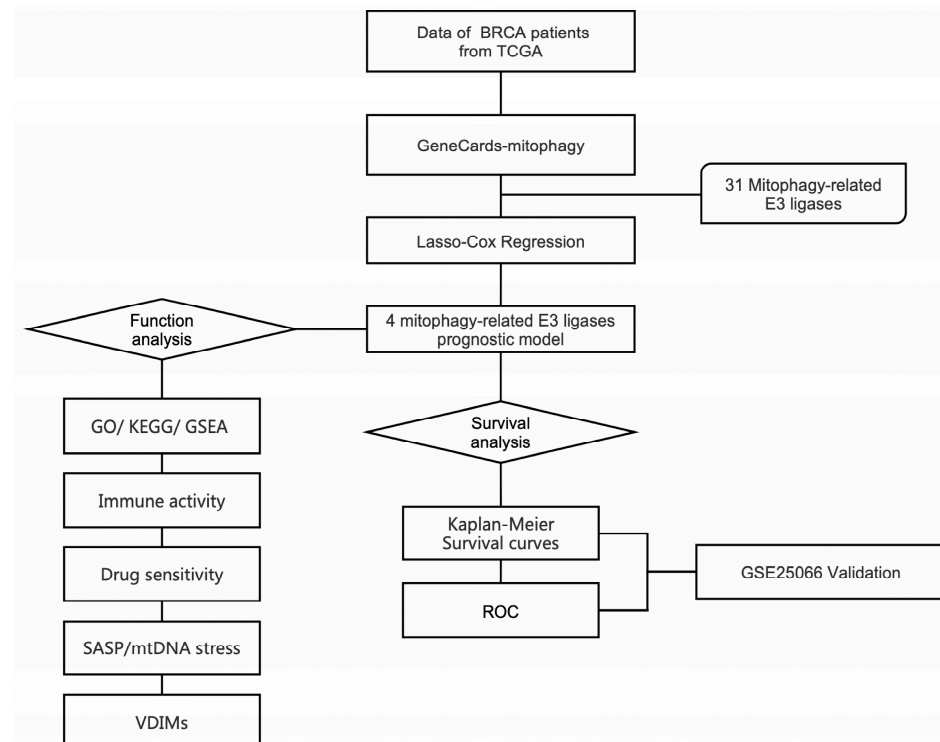 Data of BRCA patients
from TCGA
GeneCards-mitophagy
31 Mitophagy-related
E3 ligases
Lasso-Cox Regression
Function
analysis
4 mitophagy-related E3 ligases
prognostic model
GO/ KEGG/ GSEA
Survival
analysis
Immune activity
Kaplan-Meier
Survival curves
Drug sensitivity
GSE25066 Validation
ROC
SASP/mtDNA stress
VDIMs